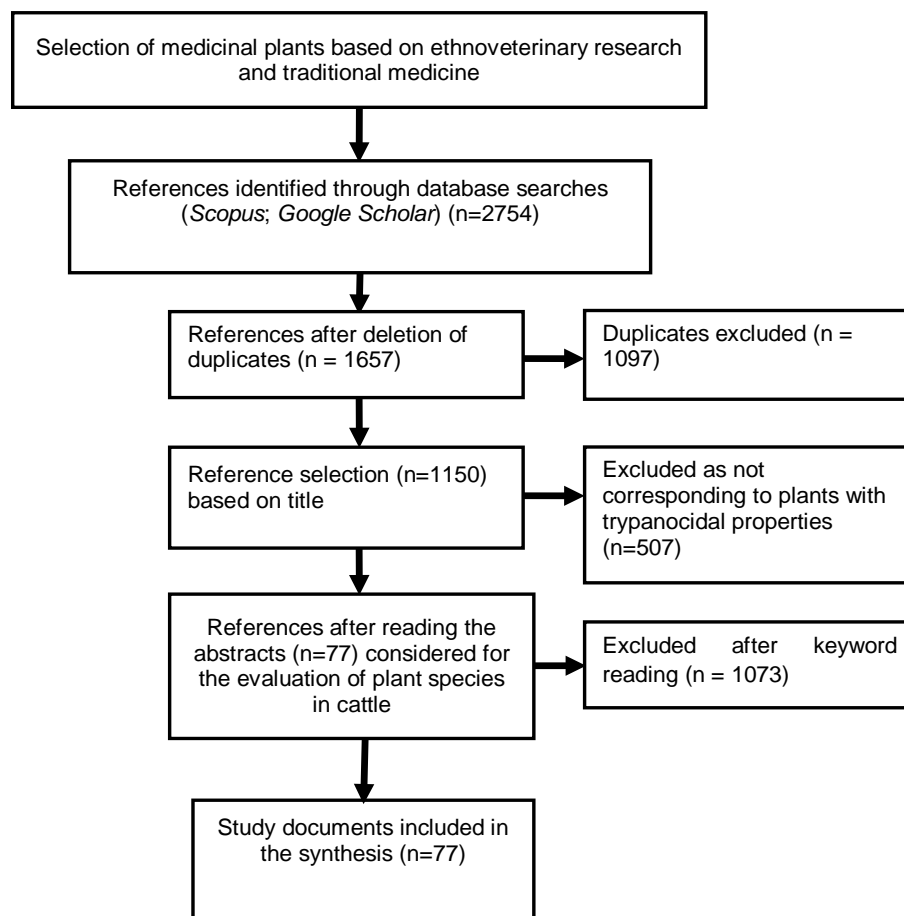 Selection of medicinal plants based on ethnoveterinary research
and traditional medicine
References identified through database searches
(Scopus; Google Scholar) (n=2754)
References after deletion of
duplicates (n = 1657)
Duplicates excluded (n =
1097)
Reference selection (n=1150)
based on title
Excluded as not
corresponding to plants with
trypanocidal properties
(n=507)
References after reading the
abstracts (n=77) considered for
the evaluation of plant species
in cattle
Excluded after keyword
reading (n = 1073)
Study documents included in
the synthesis (n=77)